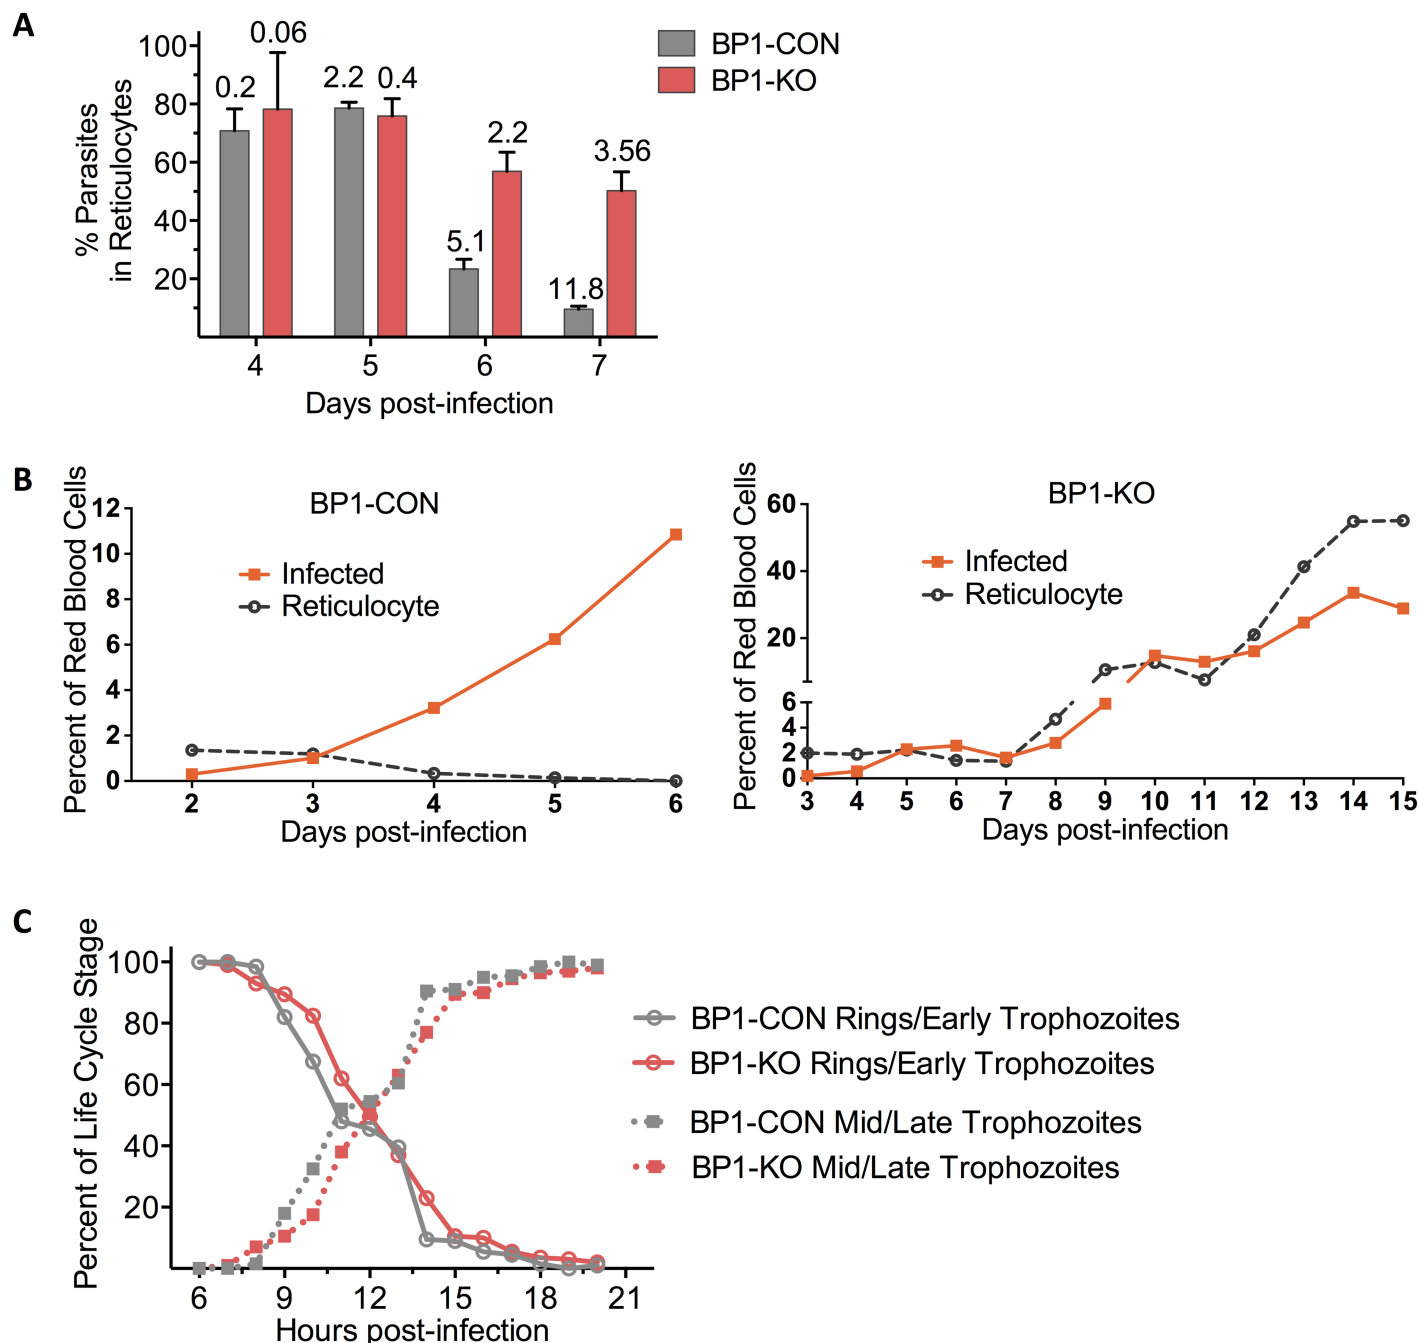 A
100
80
60
40
20
% Parasites
in Reticulocytes
0.2
0.06
2.2
0.4
5.1
2.2
11.8
3.56
4
5
6
7
Days post-infection
BP1-CON
BP1-KO
B
BP1-CON
Percent of Red Blood Cells
12
10
8
6
4
2
0
Infected
Reticulocyte
2
3
4
5
6
Days post-infection
BP1-KO
Percent of Red Blood Cells
60
40
20
6
4
2
0
Infected
Reticulocyte
3
4
5
6
7
8
9
10
11
12
13
14
15
Days post-infection
C
Percent of Life Cycle Stage
100
80
60
40
20
6
9
12
15
18
21
Hours post-infection
BP1-CON Rings/Early Trophozoites
BP1-KO Rings/Early Trophozoites
BP1-CON Mid/Late Trophozoites
BP1-KO Mid/Late Trophozoites